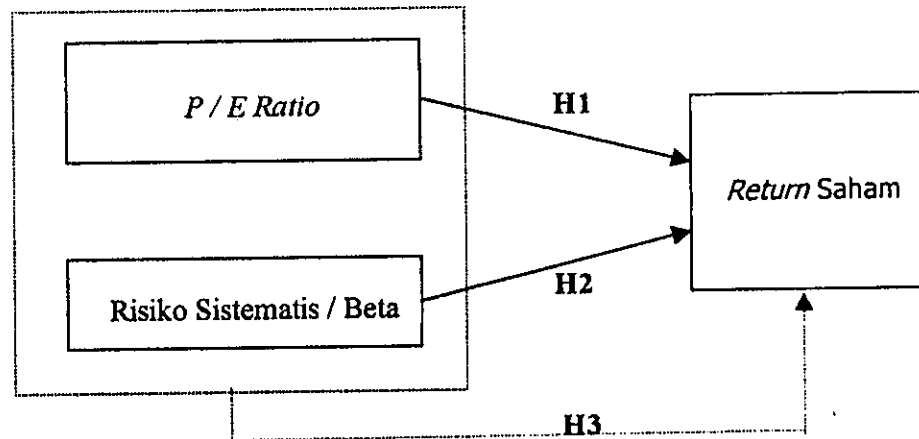 P / E Ratio
H1
Return Saham
H2
Risiko Sistematis / Beta
H3